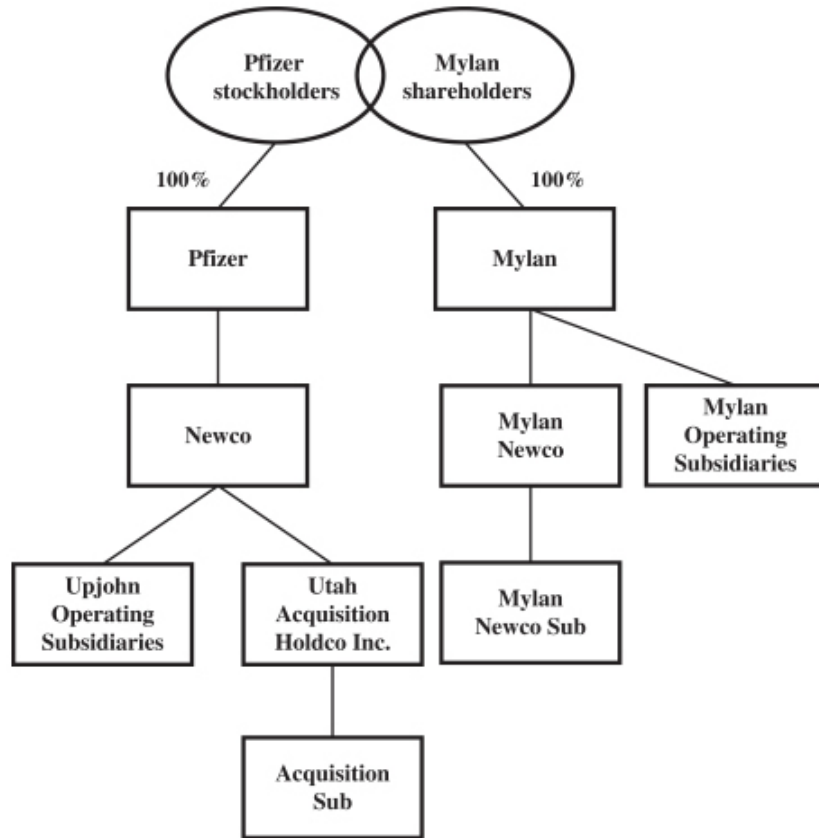 Pfizer
stockholders
Mylan
shareholders
100%
100%
Pfizer
Mylan
Newco
Mylan
Newco
Mylan
Operating
Subsidiaries
Upjohn
Operating
Subsidiaries
Utah
Acquisition
Holdco Inc.
Mylan
Newco Sub
Acquisition
Sub